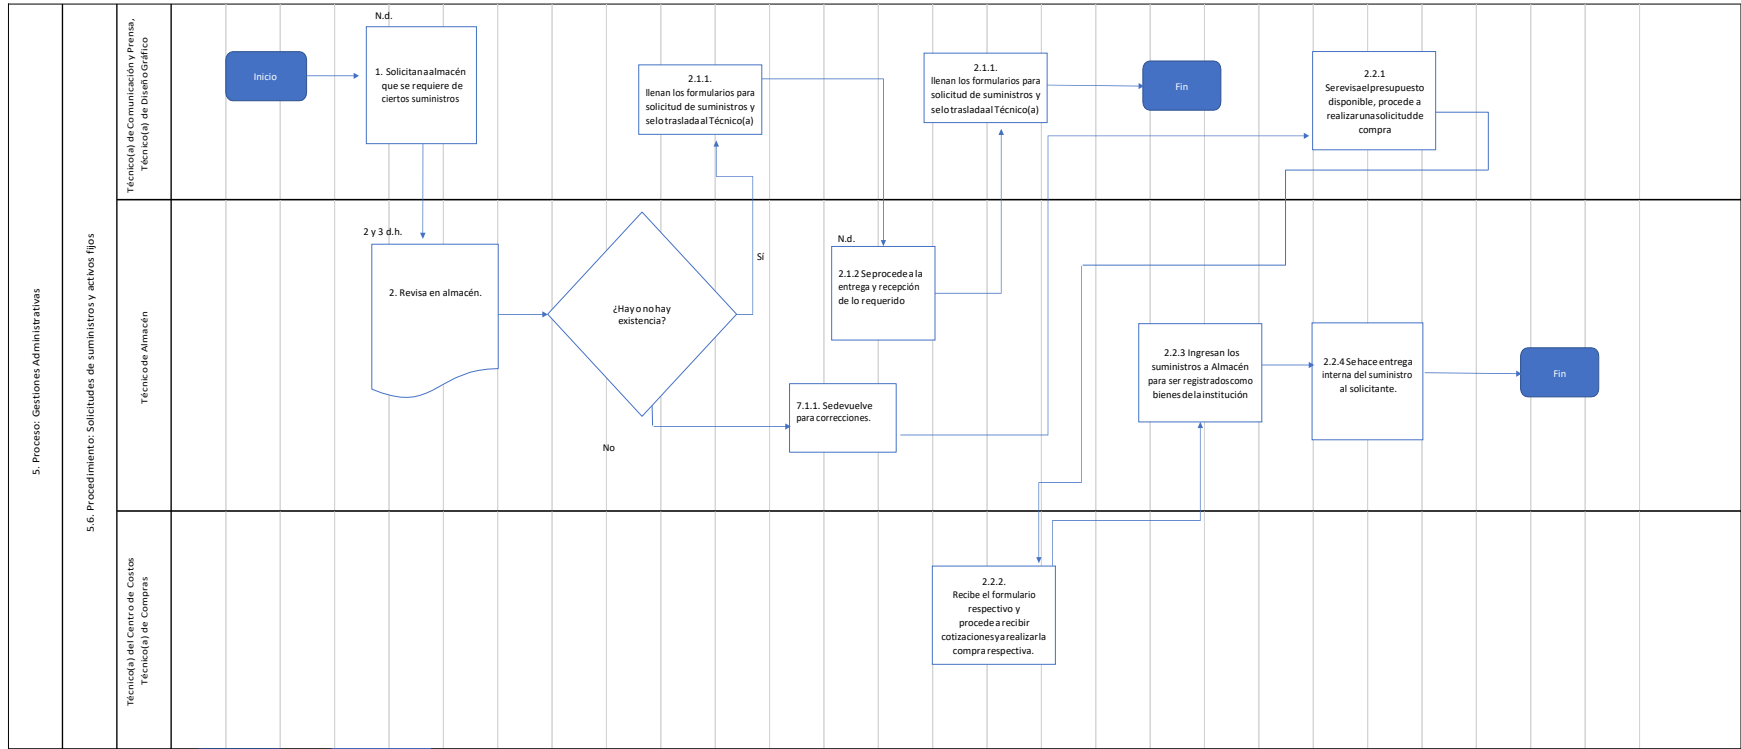 5. Proceso: Gestiones Administrativas
5.6. Procedimiento: Solicitudes de suministros y activos fijos
Técnico(a) de Comunicación y Prensa,
Técnico(a) de Diseño Gráfico
N.d.
Inicio
1. Solicitan a almacén
que se requiere de
ciertos suministros
2.1.1.
llenan los formularios para
solicitud de suministros y
se lo traslada al Técnico(a)
2.1.1.
llenan los formularios para
solicitud de suministros y
se lo traslada al Técnico(a)
Fin
2.2.1
Se revisa el presupuesto
disponible, procede a
realizar una solicitud de
compra
Técnico de Almacén
2 y 3 d.h.
2. Revisa en almacén.
¿Hay o no hay
existencia?
Sí
No
N.d.
2.1.2 Se procede a la
entrega y recepción
de lo requerido
7.1.1. Se devuelve
para correcciones.
2.2.3 Ingresan los
suministros a Almacén
para ser registrados como
bienes de la institución
2.2.4 Se hace entrega
interna del suministro
al solicitante.
Fin
Técnico(a) del Centro de Costos
Técnico(a) de Compras
2.2.2.
Recibe el formulario
respectivo y
procede a recibir
cotizaciones ya realizar la
compra respectiva.